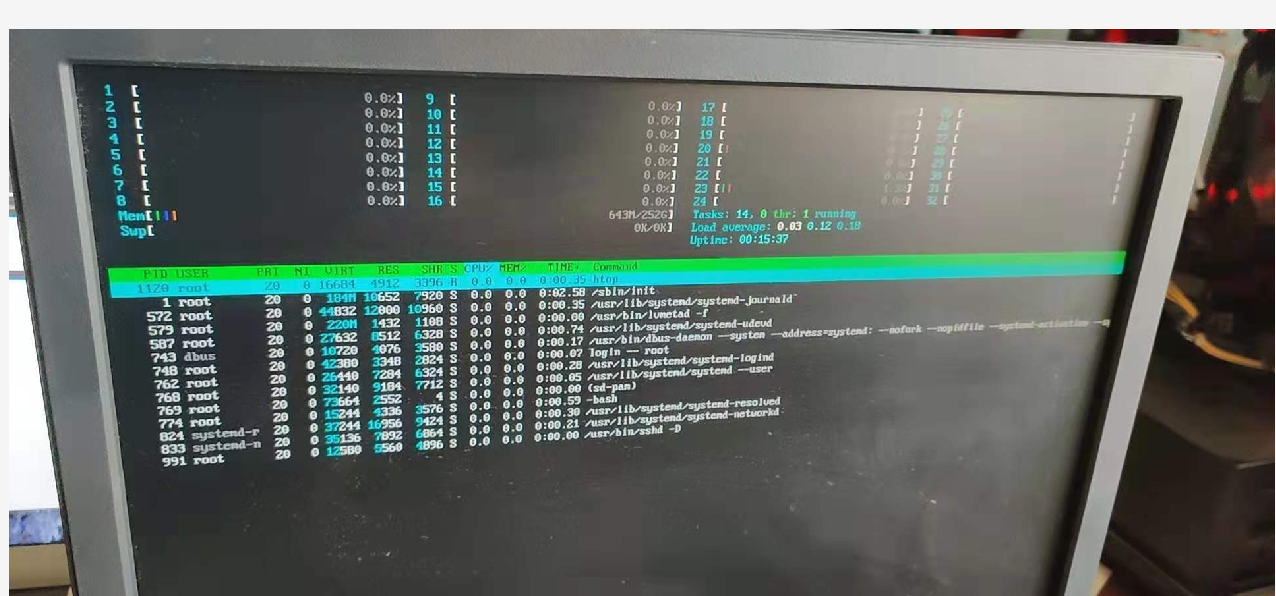 1 [ 0.0%] 9 [ 0.0%] 17 [ ] [ ]
2 [ 0.0%] 10 [ 0.0%] 18 [ ] [ ]
3 [ 0.0%] 11 [ 0.0%] 19 [ ] [ ]
4 [ 0.0%] 12 [ 0.0%] 20 [ ] [ ]
5 [ 0.0%] 13 [ 0.0%] 21 [ ] 29 [ ]
6 [ 0.0%] 14 [ 0.0%] 22 [ ] 30 [ ]
7 [ 0.0%] 15 [ 0.0%] 23 [|| ] 31 [ ]
8 [ 0.0%] 16 [ 0.0%] 24 [ ] 32 [ ]
Mem[||| 643M/252G] Tasks: 14, 0 thr; 1 running
Swp[ 0K/0K] Load average: 0.03 0.12 0.18
Uptime: 00:15:37
PID USER PRI NI VIRT RES SHR S CPU% MEM% TIME+ Command
1120 root 20 0 16684 4912 3396 R 0.0 0.0 0:00.35 htop
1 root 20 0 184M 10652 7920 S 0.0 0.0 0:02.58 /sbin/init
572 root 20 0 44832 12000 10960 S 0.0 0.0 0:00.35 /usr/lib/systemd/systemd-journald
579 root 20 0 220M 1432 1108 S 0.0 0.0 0:00.00 /usr/bin/lvmetad -f
587 root 20 0 27632 8512 6328 S 0.0 0.0 0:00.74 /usr/lib/systemd/systemd-udevd
743 dbus 20 0 10720 4076 3580 S 0.0 0.0 0:00.17 /usr/bin/dbus-daemon --system --address=systemd: --nofork --nopidfile --systemd-activation
748 root 20 0 42380 3348 2824 S 0.0 0.0 0:00.07 login -- root
762 root 20 0 26440 7284 6324 S 0.0 0.0 0:00.28 /usr/lib/systemd/systemd-logind
768 root 20 0 32140 9184 7712 S 0.0 0.0 0:00.05 /usr/lib/systemd/systemd --user
769 root 20 0 73664 2552 4 S 0.0 0.0 0:00.00 (sd-pam)
774 root 20 0 15244 4336 3576 S 0.0 0.0 0:00.59 -bash
824 systemd-r 20 0 37244 16956 9424 S 0.0 0.0 0:00.30 /usr/lib/systemd/systemd-resolved
833 systemd-n 20 0 35136 7892 6864 S 0.0 0.0 0:00.21 /usr/lib/systemd/systemd-networkd
991 root 20 0 12580 5560 4896 S 0.0 0.0 0:00.00 /usr/bin/sshd -D